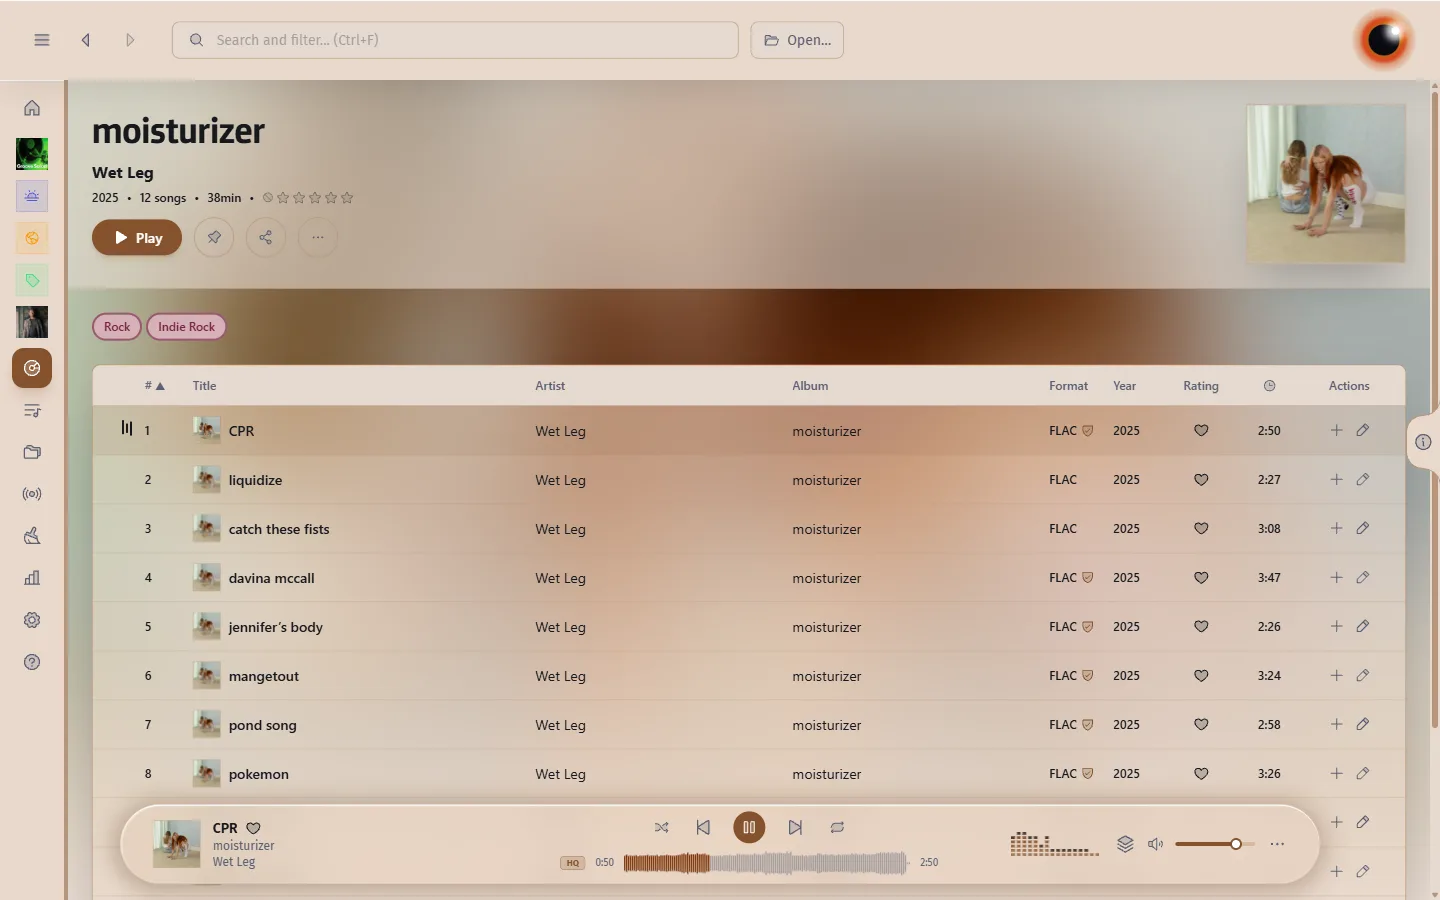 Search and filter... (Ctrl+F)
Open...
moisturizer
Wet Leg
2025 • 12 songs • 38min •
Play
Rock
Indie Rock
# Title Artist Album Format Year Rating Actions
1 CPR Wet Leg moisturizer FLAC 2025 2:50
2 liquidize Wet Leg moisturizer FLAC 2025 2:27
3 catch these fists Wet Leg moisturizer FLAC 2025 3:08
4 davina mccall Wet Leg moisturizer FLAC 2025 3:47
5 jennifer's body Wet Leg moisturizer FLAC 2025 2:26
6 mangetout Wet Leg moisturizer FLAC 2025 3:24
7 pond song Wet Leg moisturizer FLAC 2025 2:58
8 pokemon Wet Leg moisturizer FLAC 2025 3:26
CPR
moisturizer
Wet Leg
HQ 0:50 2:50